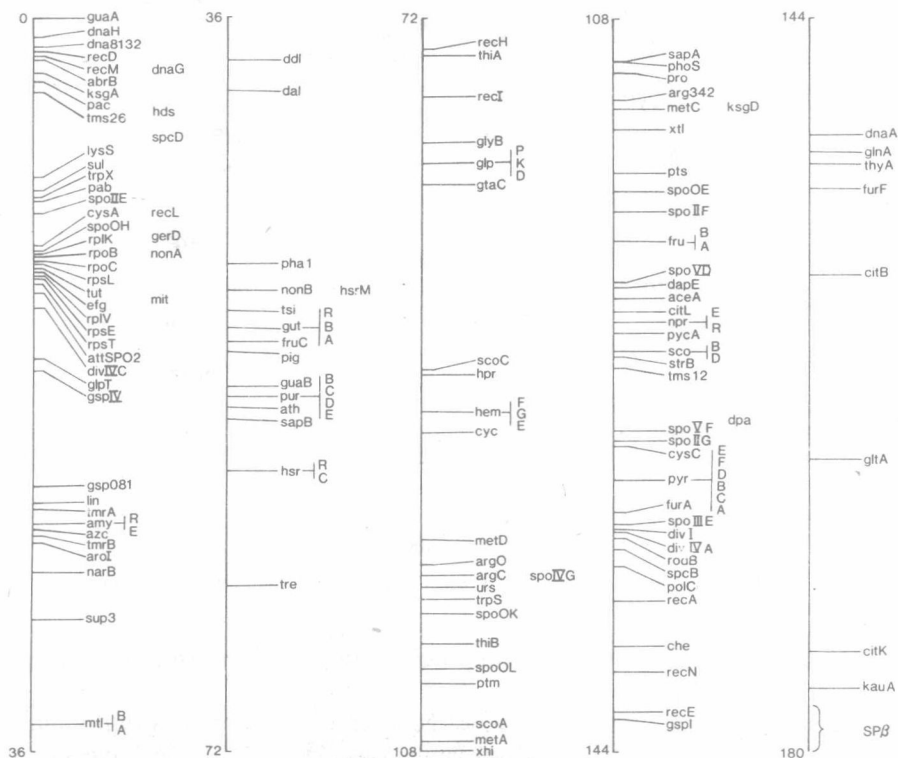 0
guaA
dnaH
dna8132
recD
recM dnaG
abrB
ksgA
pac
tms26 hds
spcD
lysS
sul
trpX
pab
spoIIE
cysA recL
spoOH
rplK gerD
rpoB nonA
rpoC
rpsL
tut
efg mit
rplV
rpsE
rpsT
attSPO2
divIVC
glpT
gspIV
gsp081
lin
tmrA
amy R
E
azc
tmrB
aroI
narB
sup3
mtl B
A
36
36
ddl
dal
pha1
nonB hsrM
tsi R
gut B
fruC A
pig
guaB B
pur C
ath D
sapB E
hsr R
C
tre
72
72
recH
thiA
recI
glyB
glp P
K
D
gtaC
scoC
hpr
hem F
G
E
cyc
metD
argO
argC spoIVG
urs
trpS
spoOK
thiB
spoOL
ptm
scoA
metA
108 xhi
108
sapA
phoS
pro
arg342
metC ksgD
xtl
pts
spoOE
spoIIF
fru B
A
spoVD
dapE
aceA
citL E
npr R
pycA
sco B
D
strB
tms12
dpa
spoVF
spoIIG
cysC E
F
pyr D
B
C
furA A
spoIIIE
divI
divIVA
rouB
spcB
polC
recA
che
recN
recE
gspI
144
144
dnaA
glnA
thyA
furF
citB
gltA
citK
kauA
SPβ
180